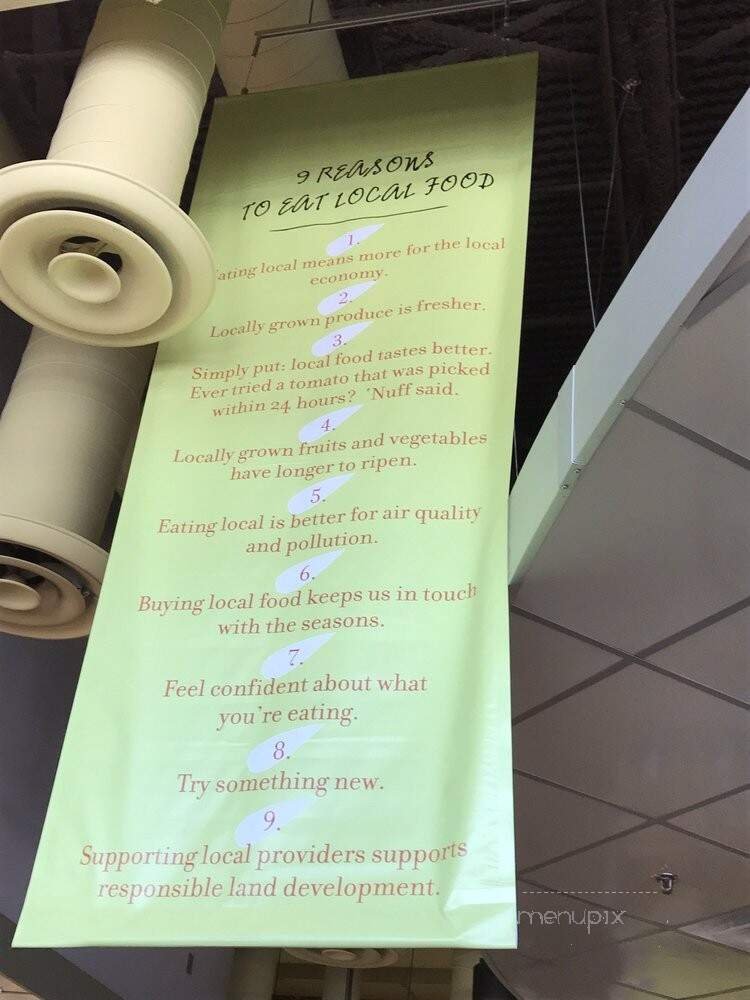 9 REASONS
TO EAT LOCAL FOOD
1.
ating local means more for the local
economy.
2.
Locally grown produce is fresher.
3.
Simply put: local food tastes better.
Ever tried a tomato that was picked
within 24 hours? 'Nuff said.
4.
Locally grown fruits and vegetables
have longer to ripen.
5.
Eating local is better for air quality
and pollution.
6.
Buying local food keeps us in touch
with the seasons.
7.
Feel confident about what
you're eating.
8.
Try something new.
9.
Supporting local providers supports
responsible land development.
menupix